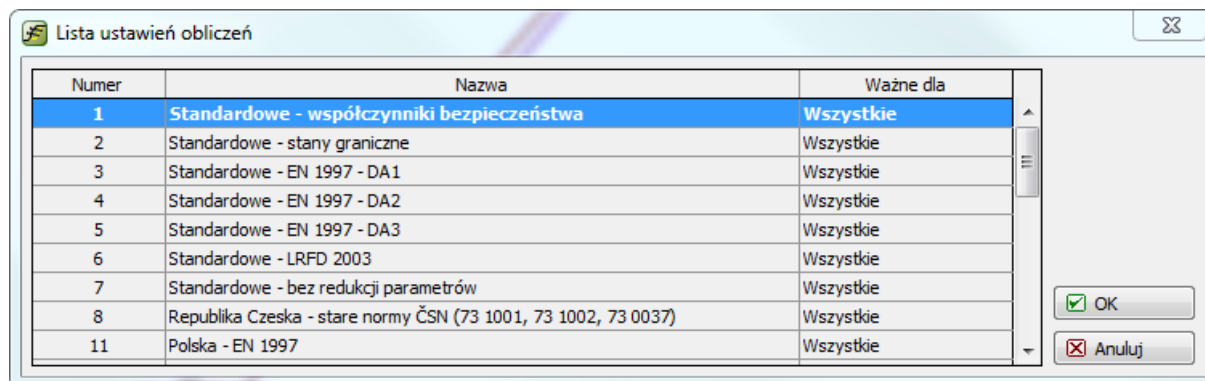 Lista ustawień obliczeń
Numer Nazwa Ważne dla
1 Standardowe - współczynniki bezpieczeństwa Wszystkie
2 Standardowe - stany graniczne Wszystkie
3 Standardowe - EN 1997 - DA1 Wszystkie
4 Standardowe - EN 1997 - DA2 Wszystkie
5 Standardowe - EN 1997 - DA3 Wszystkie
6 Standardowe - LRFD 2003 Wszystkie
7 Standardowe - bez redukcji parametrów Wszystkie
8 Republika Czeska - stare normy ČSN (73 1001, 73 1002, 73 0037) Wszystkie
11 Polska - EN 1997 Wszystkie
OK
Anuluj